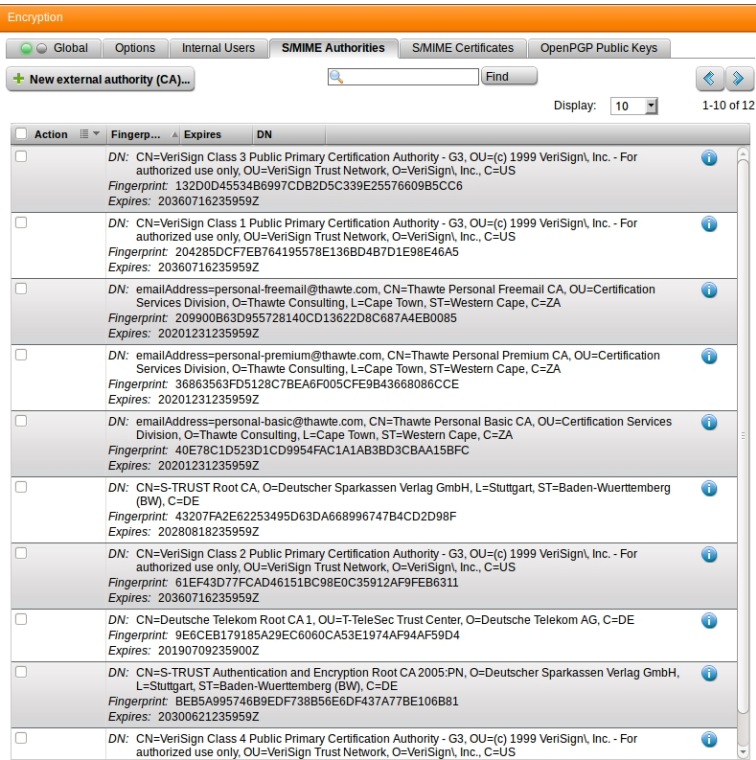 Encryption
Global Options Internal Users S/MIME Authorities S/MIME Certificates OpenPGP Public Keys
New external authority (CA)... Find
Display: 10 1-10 of 12
Action Fingerp... Expires DN
DN: CN=VeriSign Class 3 Public Primary Certification Authority - G3, OU=(c) 1999 VeriSign\, Inc. - For
authorized use only, OU=VeriSign Trust Network, O=VeriSign\, Inc., C=US
Fingerprint: 132D0D45534B6997CDB2D5C339E25576609B5CC6
Expires: 20360716235959Z
DN: CN=VeriSign Class 1 Public Primary Certification Authority - G3, OU=(c) 1999 VeriSign\, Inc. - For
authorized use only, OU=VeriSign Trust Network, O=VeriSign\, Inc., C=US
Fingerprint: 204285DCF7EB764195578E136BD4B7D1E98E46A5
Expires: 20360716235959Z
DN: emailAddress=personal-freemail@thawte.com, CN=Thawte Personal Freemail CA, OU=Certification
Services Division, O=Thawte Consulting, L=Cape Town, ST=Western Cape, C=ZA
Fingerprint: 209900B63D955728140CD13622D8C687A4EB0085
Expires: 20201231235959Z
DN: emailAddress=personal-premium@thawte.com, CN=Thawte Personal Premium CA, OU=Certification
Services Division, O=Thawte Consulting, L=Cape Town, ST=Western Cape, C=ZA
Fingerprint: 36863563FD5128C7BEA6F005CFE9B43668086CCE
Expires: 20201231235959Z
DN: emailAddress=personal-basic@thawte.com, CN=Thawte Personal Basic CA, OU=Certification Services
Division, O=Thawte Consulting, L=Cape Town, ST=Western Cape, C=ZA
Fingerprint: 40E78C1D523D1CD9954FAC1A1AB3BD3CBAA15BFC
Expires: 20201231235959Z
DN: CN=S-TRUST Root CA, O=Deutscher Sparkassen Verlag GmbH, L=Stuttgart, ST=Baden-Wuerttemberg
(BW), C=DE
Fingerprint: 43207FA2E62253495D63DA668996747B4CD2D98F
Expires: 20280818235959Z
DN: CN=VeriSign Class 2 Public Primary Certification Authority - G3, OU=(c) 1999 VeriSign\, Inc. - For
authorized use only, OU=VeriSign Trust Network, O=VeriSign\, Inc., C=US
Fingerprint: 61EF43D77FCAD46151BC98E0C35912AF9FEB6311
Expires: 20360716235959Z
DN: CN=Deutsche Telekom Root CA 1, OU=T-TeleSec Trust Center, O=Deutsche Telekom AG, C=DE
Fingerprint: 9E6CEB179185A29EC6060CA53E1974AF94AF59D4
Expires: 20190709235900Z
DN: CN=S-TRUST Authentication and Encryption Root CA 2005:PN, O=Deutscher Sparkassen Verlag GmbH,
L=Stuttgart, ST=Baden-Wuerttemberg (BW), C=DE
Fingerprint: BEB5A995746B9EDF738B56E6DF437A77BE106B81
Expires: 20300621235959Z
DN: CN=VeriSign Class 4 Public Primary Certification Authority - G3, OU=(c) 1999 VeriSign\, Inc. - For
authorized use only, OU=VeriSign Trust Network, O=VeriSign\, Inc., C=US